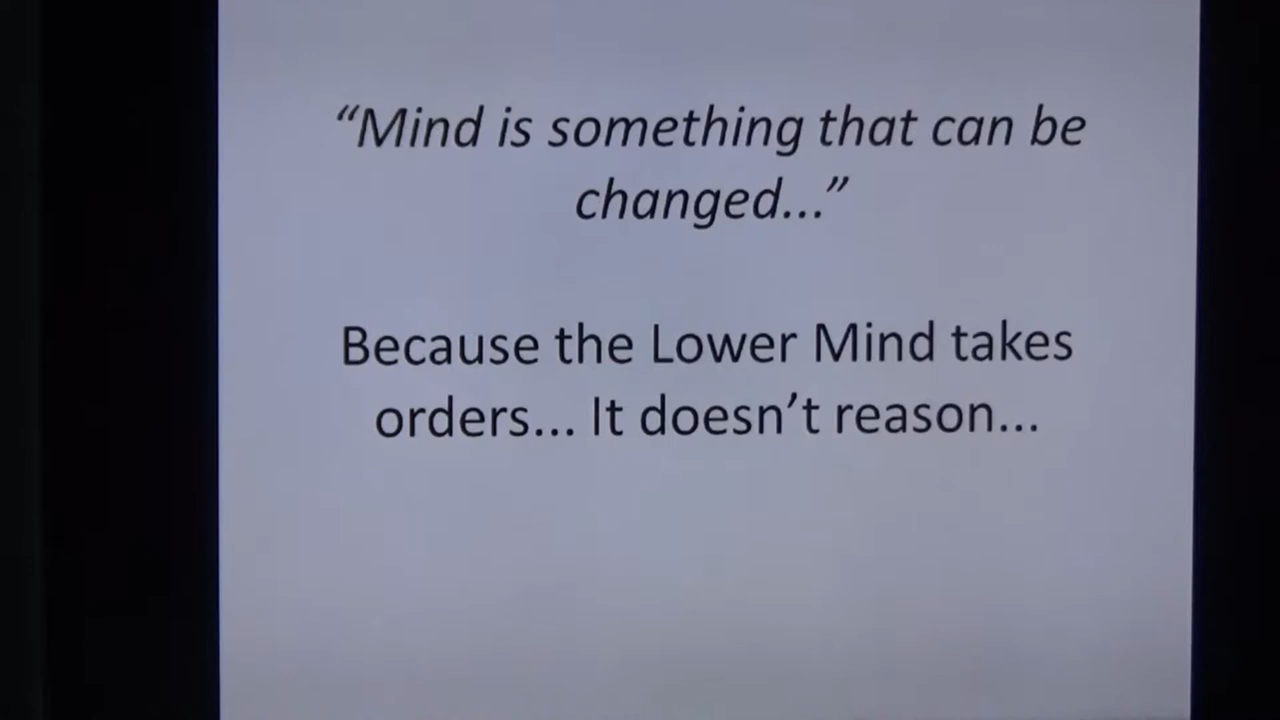 “Mind is something that can be
changed...”
Because the Lower Mind takes
orders... It doesn’t reason...